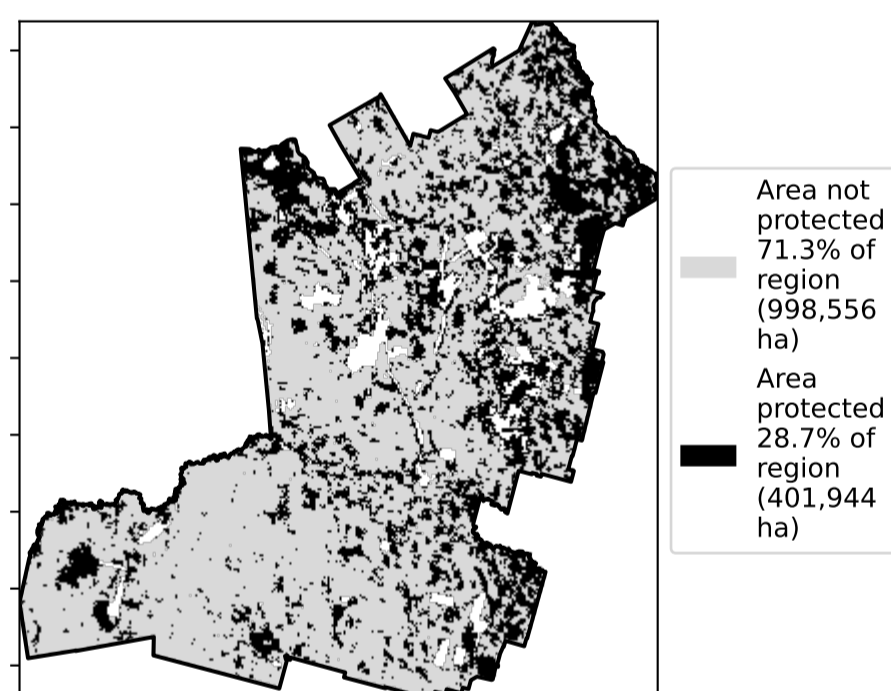 Area not
protected
71.3% of
region
(998,556
ha)
Area
protected
28.7% of
region
(401,944
ha)